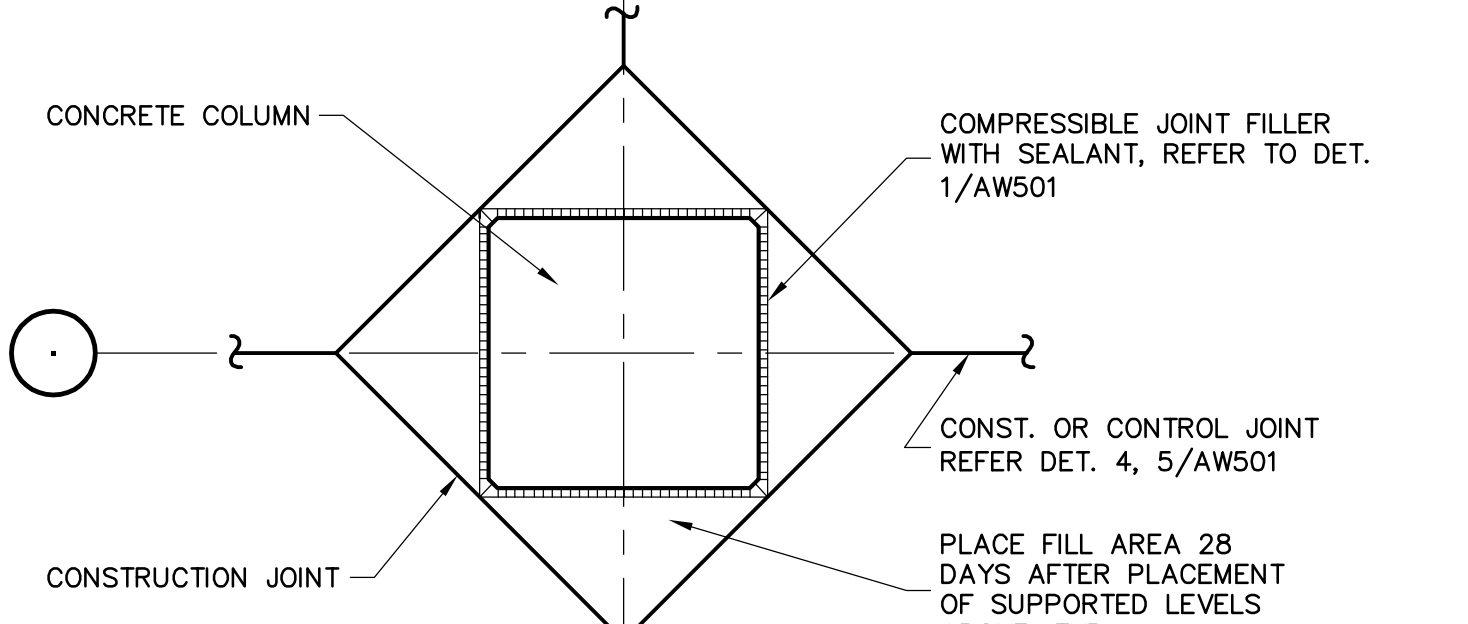 CONCRETE COLUMN
COMPRESSIBLE JOINT FILLER
WITH SEALANT, REFER TO DET.
1/AW501
CONST. OR CONTROL JOINT
REFER DET. 4, 5/AW501
CONSTRUCTION JOINT
PLACE FILL AREA 28
DAYS AFTER PLACEMENT
OF SUPPORTED LEVELS